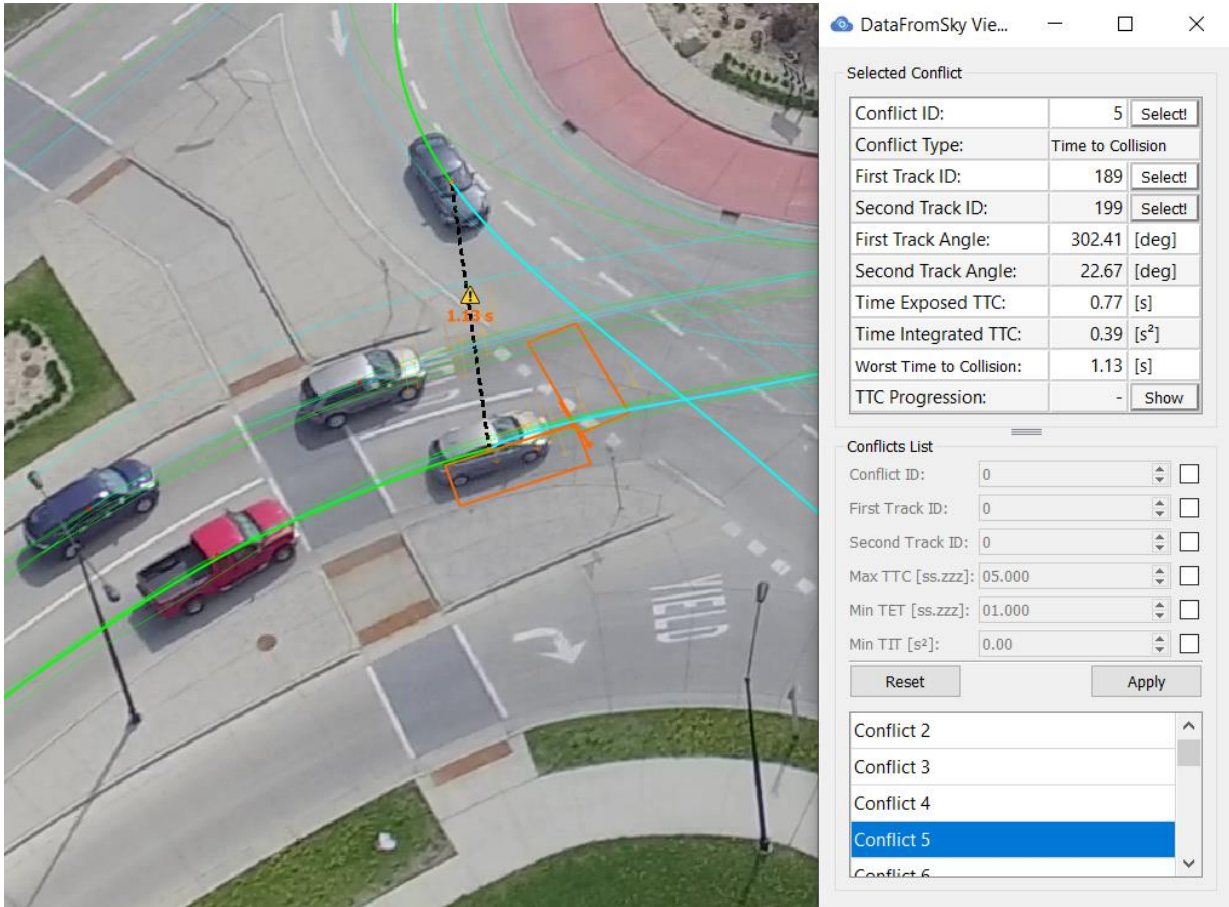 DataFromSky Vie...
Selected Conflict
Conflict ID: 5 Select!
Conflict Type: Time to Collision
First Track ID: 189 Select!
Second Track ID: 199 Select!
First Track Angle: 302.41 [deg]
Second Track Angle: 22.67 [deg]
Time Exposed TTC: 0.77 [s]
Time Integrated TTC: 0.39 [s²]
Worst Time to Collision: 1.13 [s]
TTC Progression: - Show
1.13 s
Conflicts List
Conflict ID: 0
First Track ID: 0
Second Track ID: 0
Max TTC [ss.zzz]: 05.000
Min TET [ss.zzz]: 01.000
Min TIT [s²]: 0.00
Reset Apply
Conflict 2
Conflict 3
Conflict 4
Conflict 5
Conflict 6
YIELD